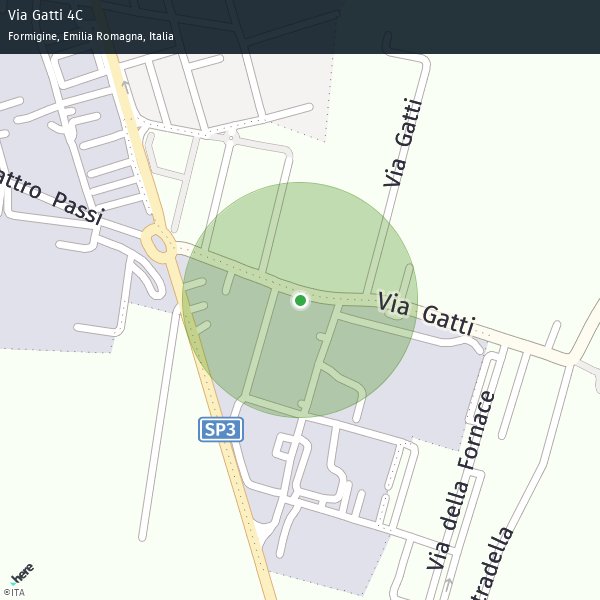 Via Gatti 4C
Formigine, Emilia Romagna, Italia
Via Gatti
attro Passi
Via Gatti
SP3
Via della Fornace
tradella
here
©ITA